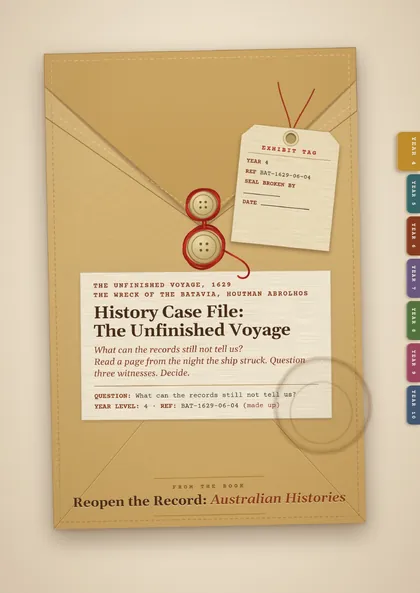 EXHIBIT TAG
YEAR 4
REF BAT-1629-06-04
SEAL BROKEN BY
DATE
THE UNFINISHED VOYAGE, 1629
THE WRECK OF THE BATAVIA, HOUTMAN ABROLHOS
History Case File:
The Unfinished Voyage
What can the records still not tell us?
Read a page from the night the ship struck. Question
three witnesses. Decide.
QUESTION: What can the records still not tell us?
YEAR LEVEL: 4 · REF: BAT-1629-06-04 (made up)
FROM THE BOOK
Reopen the Record: Australian Histories
YEAR 4
YEAR 5
YEAR 6
YEAR 7
YEAR 8
YEAR 9
YEAR 10